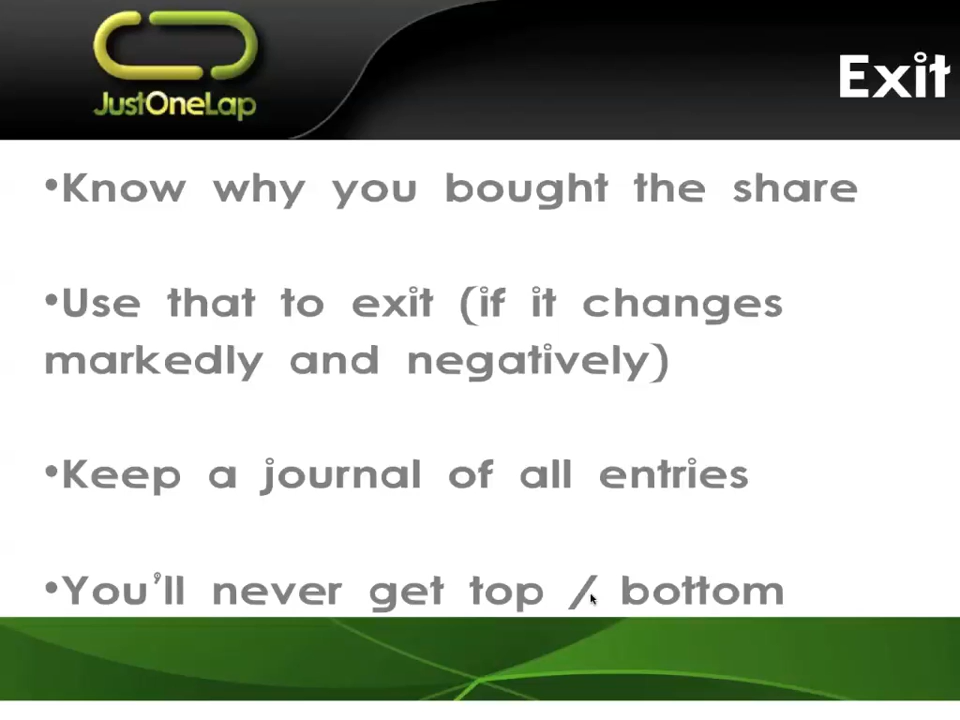 JustOneLap
Exit
•Know why you bought the share
•Use that to exit (if it changes
markedly and negatively)
•Keep a journal of all entries
•You'll never get top / bottom